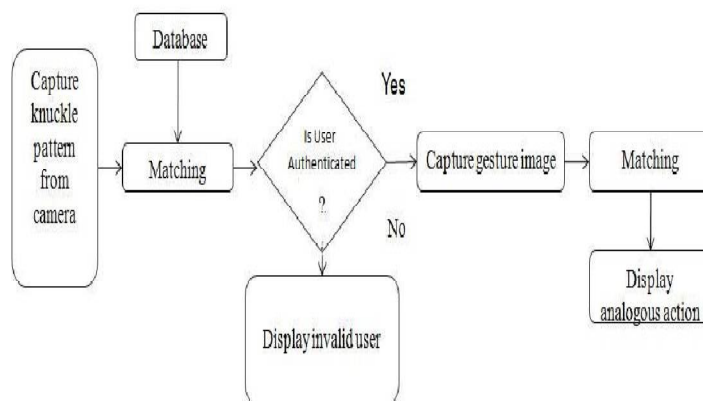 Capture
knuckle
pattern
from
camera
Database
Matching
Is User
Authenticated
?
Yes
No
Capture gesture image
Matching
Display
analogous action
Display invalid user